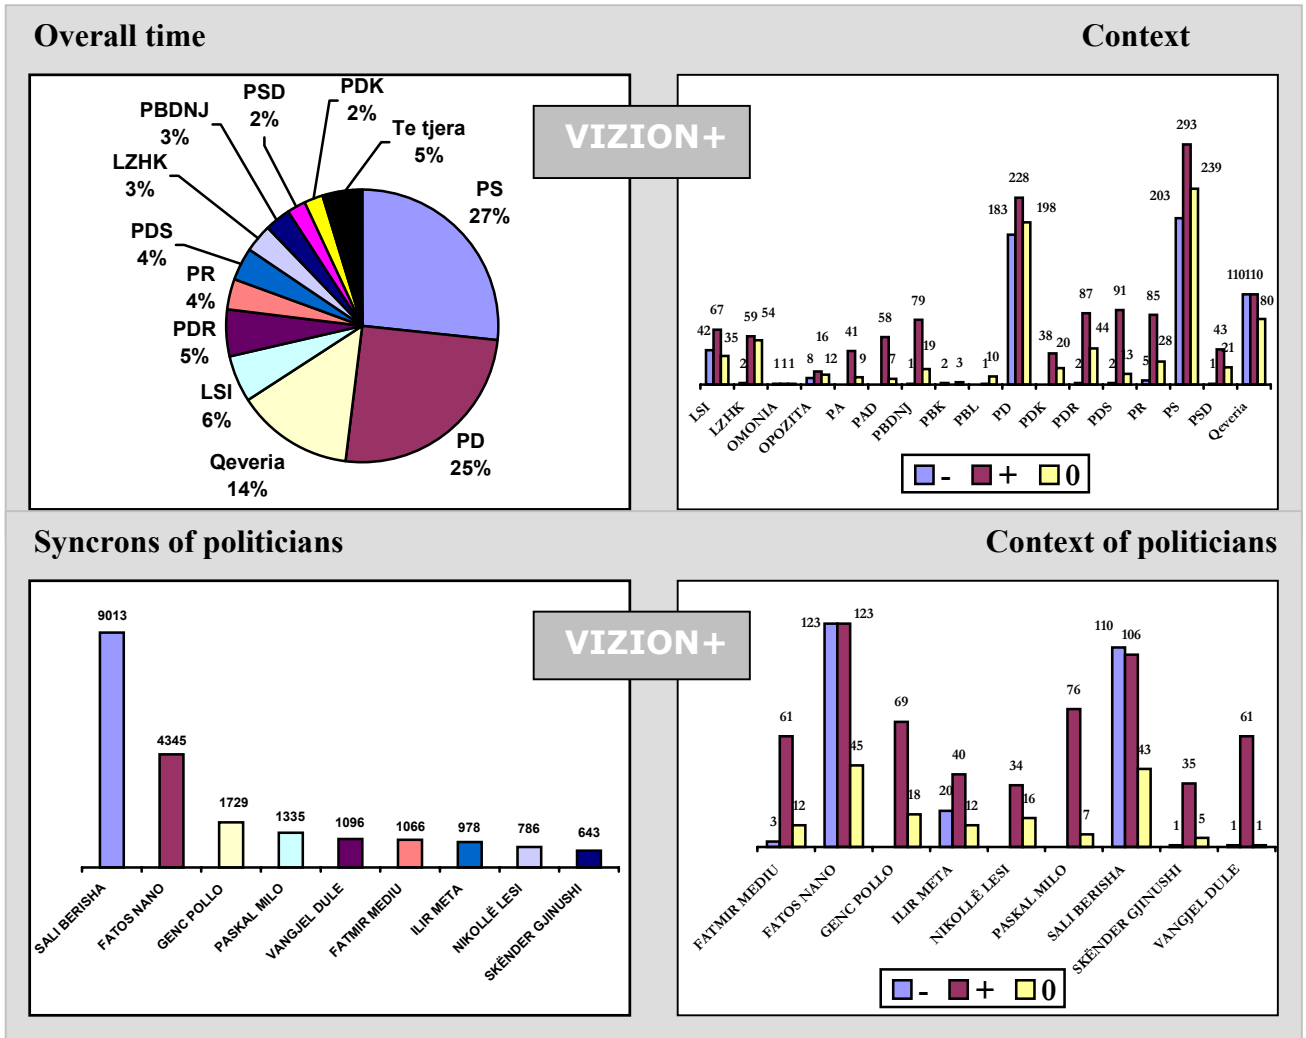 Overall time
Context
VIZION+
PS
27%
PD
25%
Qeveria
14%
LSI
6%
PDR
5%
PR
4%
PDS
4%
LZHK
3%
PBDNJ
3%
PSD
2%
PDK
2%
Te tjera
5%
42 67 35
2 59 54
1 1 1
8 16 12
41 9
58 7
1 79 19
2
3
1 10
183 228 198
38 20
2 87 44
2 91 13
5 85 28
203 293 239
1 43 21
110 110 80
LSI
LZHK
OMONIA
OPOZITA
PA
PAD
PBDNJ
PBK
PBL
PD
PDK
PDR
PDS
PR
PS
PSD
Qeveria
- + 0
Syncrons of politicians
Context of politicians
VIZION+
9013
4345
1729
1335
1096
1066
978
786
643
SALI BERISHA
FATOS NANO
GENC POLLO
PASKAL MILO
VANGJEL DULE
FATMIR MEDIU
ILIR META
NIKOLLË LESI
SKËNDER GJINUSHI
3 61 12
123 123 45
69 18
20 40 12
34 16
76 7
110 106 43
1 35 5
1 61 1
FATMIR MEDIU
FATOS NANO
GENC POLLO
ILIR META
NIKOLLË LESI
PASKAL MILO
SALI BERISHA
SKËNDER GJINUSHI
VANGJEL DULE
- + 0